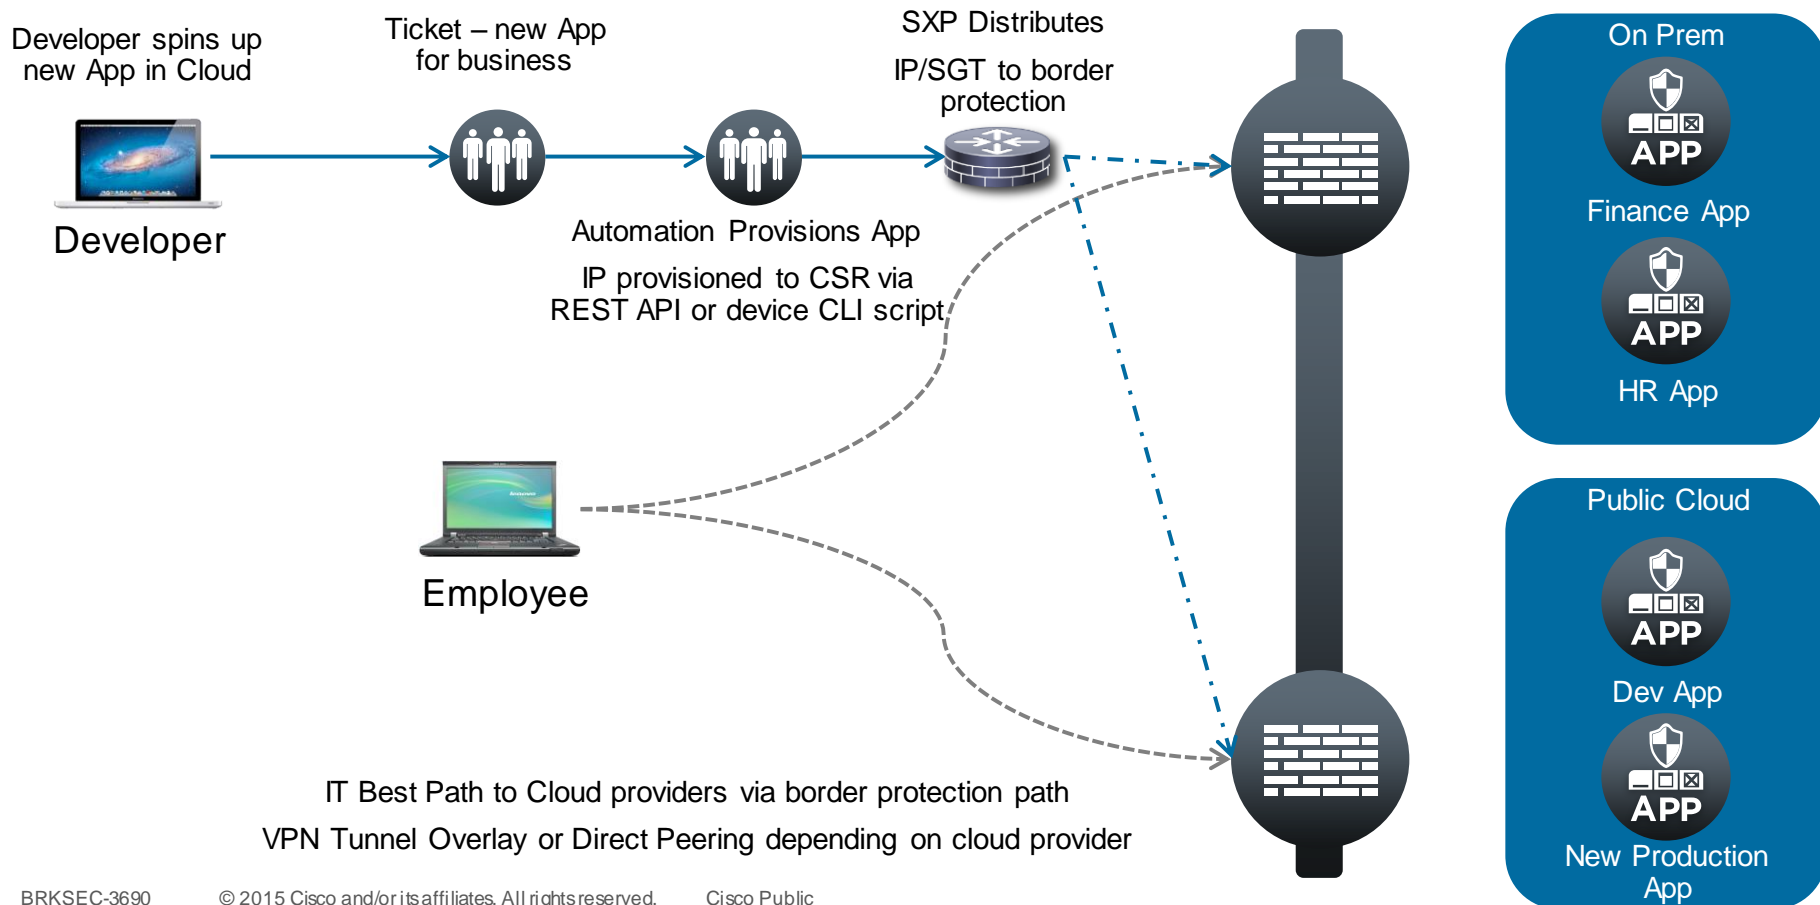 Developer spins up
new App in Cloud
Developer
Ticket – new App
for business
Automation Provisions App
IP provisioned to CSR via
REST API or device CLI script
SXP Distributes
IP/SGT to border
protection
Employee
IT Best Path to Cloud providers via border protection path
VPN Tunnel Overlay or Direct Peering depending on cloud provider
On Prem
APP
Finance App
APP
HR App
Public Cloud
APP
Dev App
APP
New Production
App
BRKSEC-3690 © 2015 Cisco and/or its affiliates. All rights reserved. Cisco Public